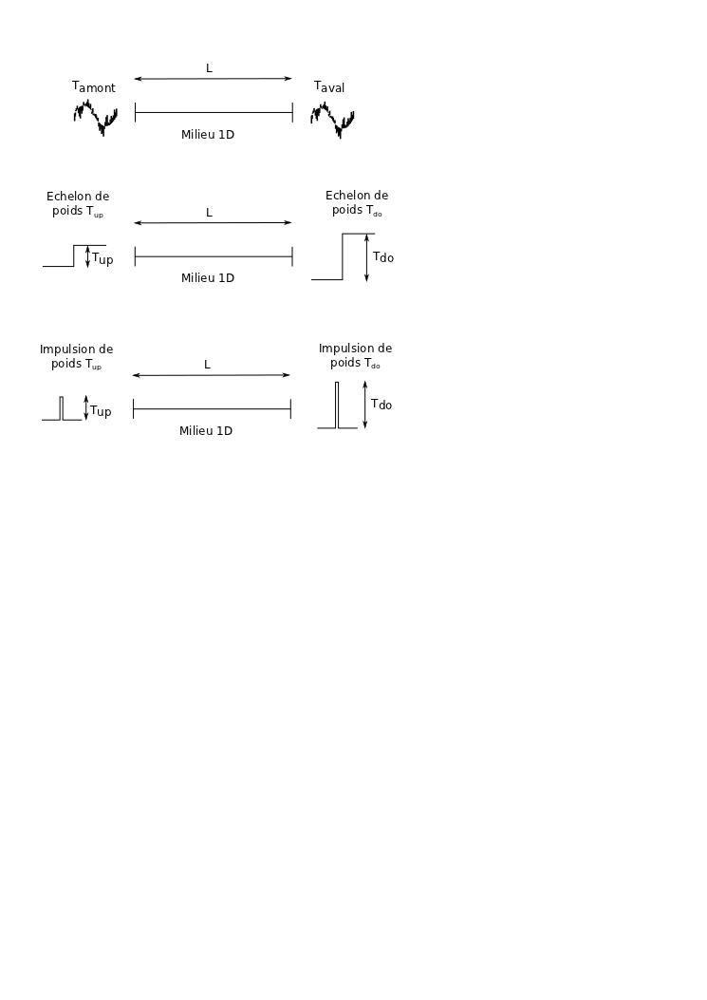 L
Tamont
Taval
Milieu 1D
Echelon de
poids Tup
Echelon de
poids Tdo
L
Tup
Tdo
Milieu 1D
Impulsion de
poids Tup
Impulsion de
poids Tdo
L
Tup
Tdo
Milieu 1D